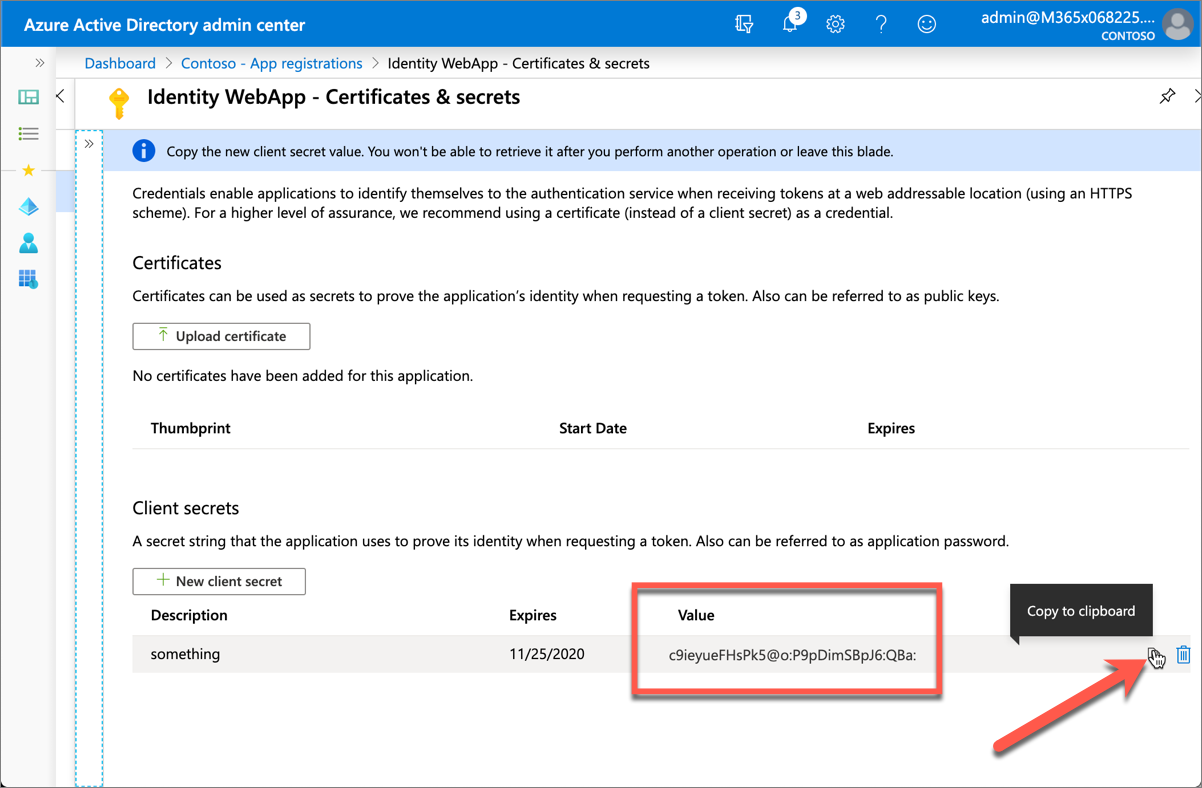 Azure Active Directory admin center
3
admin@M365x068225....
CONTOSO
Dashboard > Contoso - App registrations > Identity WebApp - Certificates & secrets
Identity WebApp - Certificates & secrets
Copy the new client secret value. You won't be able to retrieve it after you perform another operation or leave this blade.
Credentials enable applications to identify themselves to the authentication service when receiving tokens at a web addressable location (using an HTTPS
scheme). For a higher level of assurance, we recommend using a certificate (instead of a client secret) as a credential.
Certificates
Certificates can be used as secrets to prove the application's identity when requesting a token. Also can be referred to as public keys.
Upload certificate
No certificates have been added for this application.
Thumbprint Start Date Expires
Client secrets
A secret string that the application uses to prove its identity when requesting a token. Also can be referred to as application password.
New client secret
Copy to clipboard
Description Expires Value
something 11/25/2020 c9ieyueFHsPk5@o:P9pDimSBpJ6:QBa: